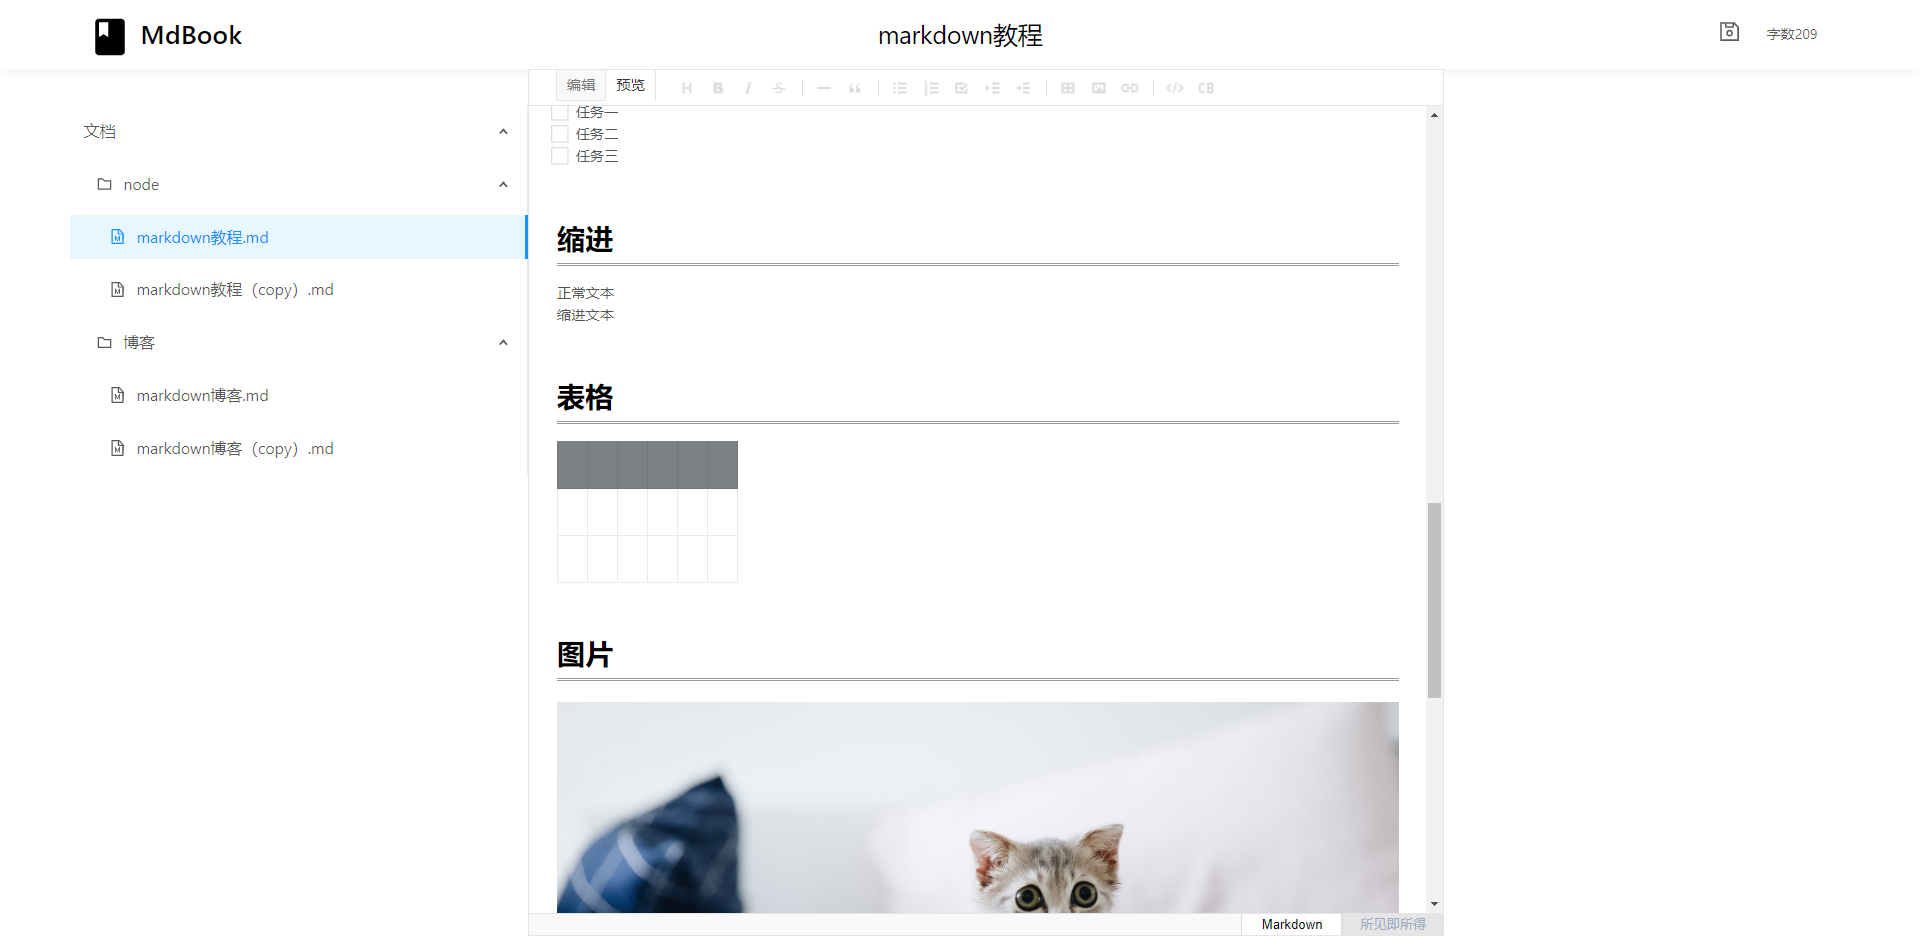 MdBook
markdown教程
字数209
文档
node
markdown教程.md
markdown教程（copy）.md
博客
markdown博客.md
markdown博客（copy）.md
编辑 预览 H B I S </> CB
任务一
任务二
任务三
缩进
正常文本
缩进文本
表格
图片
Markdown 所见即所得